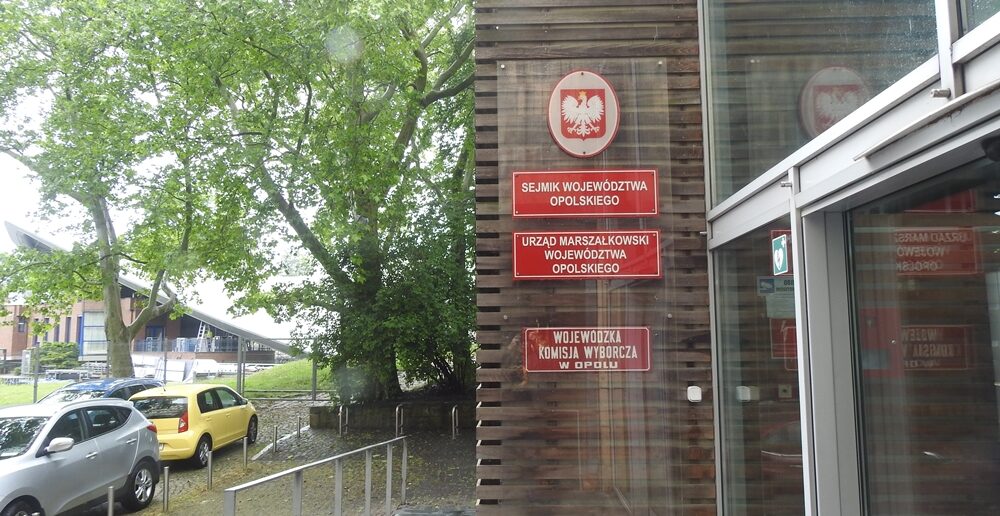 SEJMIK WOJEWÓDZTWA
OPOLSKIEGO
URZĄD MARSZAŁKOWSKI
WOJEWÓDZTWA
OPOLSKIEGO
WOJEWÓDZKA
KOMISJA WYBORCZA
W OPOLU